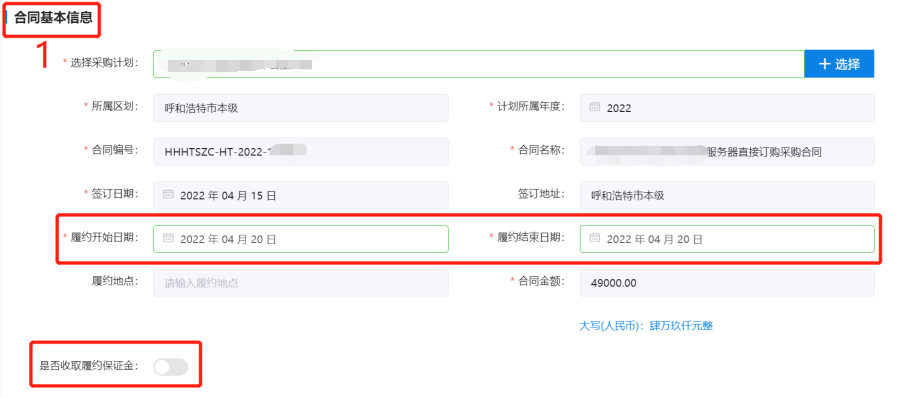 合同基本信息
1
* 选择采购计划： + 选择
* 所属区划： 呼和浩特市本级 * 计划所属年度： 2022
* 合同编号： HHHTSZC-HT-2022- * 合同名称： 服务器直接订购采购合同
* 签订日期： 2022 年 04 月 15 日 签订地址： 呼和浩特市本级
* 履约开始日期： 2022 年 04 月 20 日 * 履约结束日期： 2022 年 04 月 20 日
履约地点： 请输入履约地点 * 合同金额： 49000.00
大写(人民币)： 肆万玖仟元整
是否收取履约保证金：